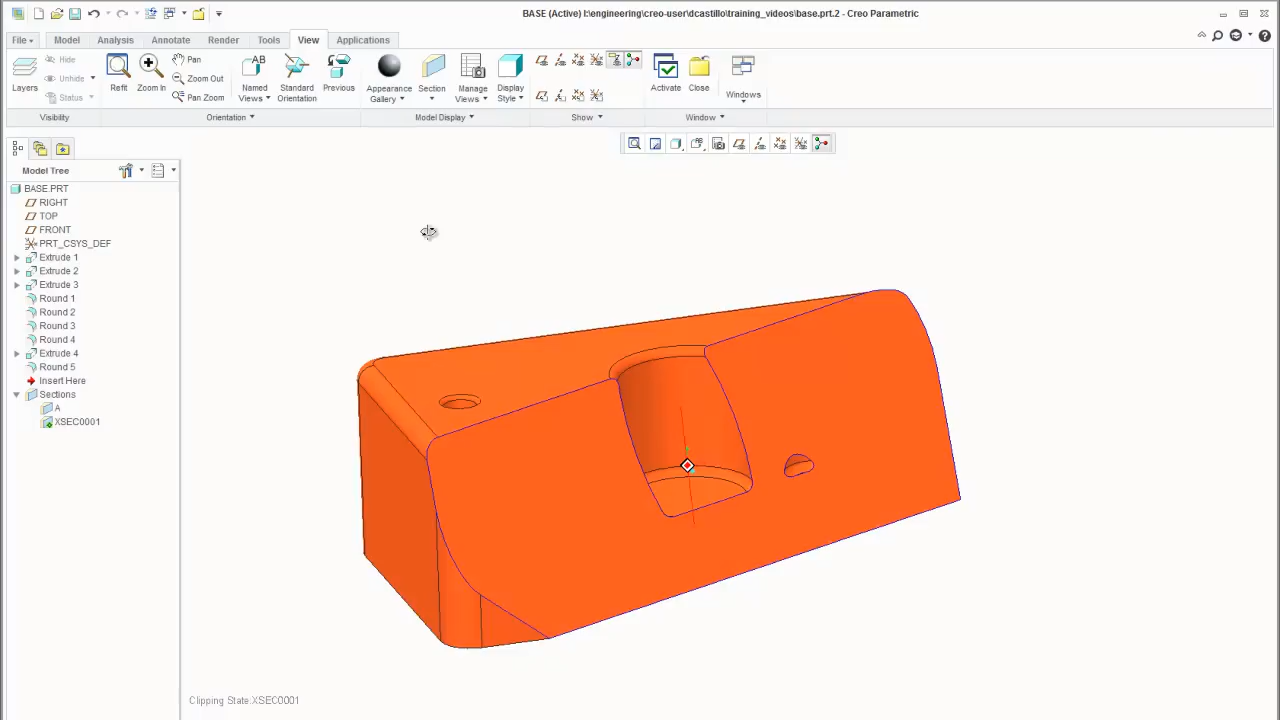 BASE (Active) I:\engineering\creo-user\dcastillo\training_videos\base.prt.2 - Creo Parametric
File Model Analysis Annotate Render Tools View Applications
Layers
Hide
Unhide
Status
Visibility
Refit
Zoom In
Pan
Zoom Out
Pan Zoom
AB
Named Views
Standard Orientation
Previous
Orientation
Appearance Gallery
Section
Manage Views
Display Style
Model Display
Show
Activate
Close
Windows
Window
Model Tree
BASE.PRT
RIGHT
TOP
FRONT
PRT_CSYS_DEF
Extrude 1
Extrude 2
Extrude 3
Round 1
Round 2
Round 3
Round 4
Extrude 4
Round 5
Insert Here
Sections
A
XSEC0001
Clipping State:XSEC0001